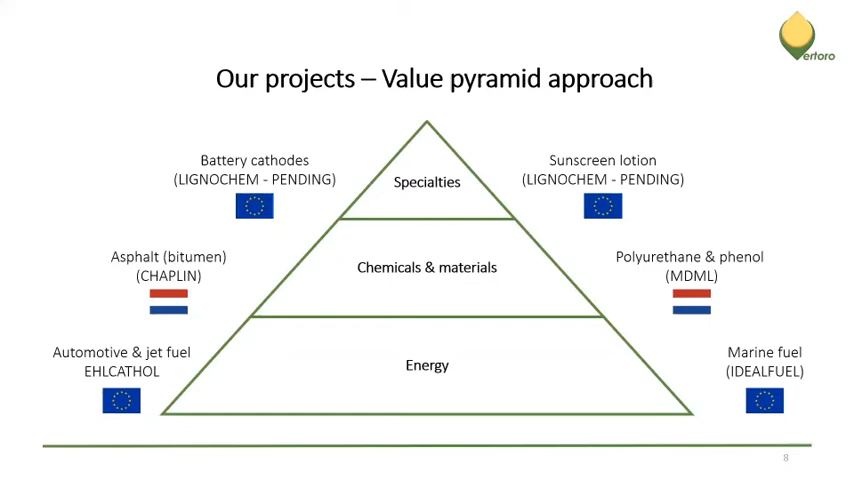 ertoro
Our projects – Value pyramid approach
Battery cathodes
(LIGNOCHEM - PENDING)
Specialties
Sunscreen lotion
(LIGNOCHEM - PENDING)
Asphalt (bitumen)
(CHAPLIN)
Chemicals & materials
Polyurethane & phenol
(MDML)
Automotive & jet fuel
EHLCATHOL
Energy
Marine fuel
(IDEALFUEL)
8